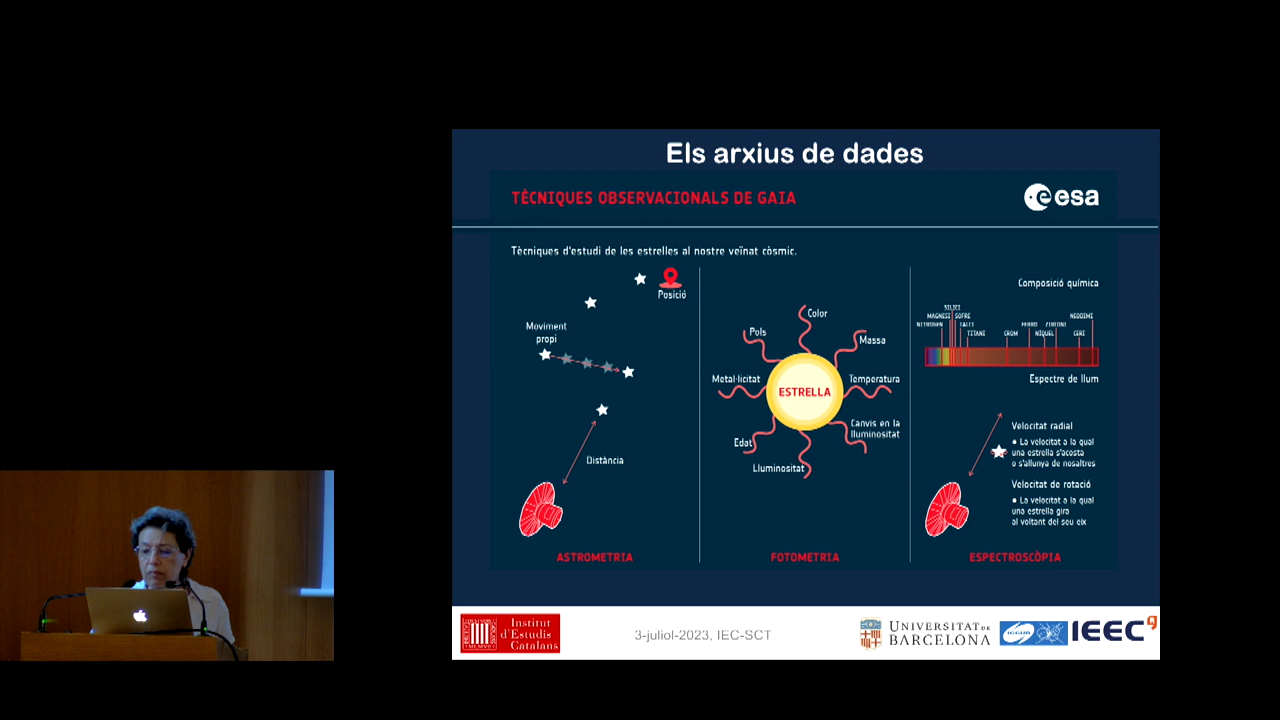 Els arxius de dades
TÈCNIQUES OBSERVACIONALS DE GAIA
esa
Tècniques d'estudi de les estrelles al nostre veïnat còsmic.
Posició
Moviment
propi
Distància
ASTROMETRIA
Color
Pols
Massa
Metal·licitat
ESTRELLA
Temperatura
Canvis en la
lluminositat
Edat
Lluminositat
FOTOMETRIA
Composició química
SILICI
MAGNESI SOFRE
NEODIMI
NITROGEN
CALCI
FERRO ZIRCONI
TITANI
CROM
NÍQUEL
CERI
Espectre de llum
Velocitat radial
● La velocitat a la qual
una estrella s'acosta
o s'allunya de nosaltres
Velocitat de rotació
● La velocitat a la qual
una estrella gira
al voltant del seu eix
ESPECTROSCÒPIA
Institut
d'Estudis
Catalans
3-juliol-2023, IEC-SCT
UNIVERSITAT DE
BARCELONA
ICCUB
IEEC